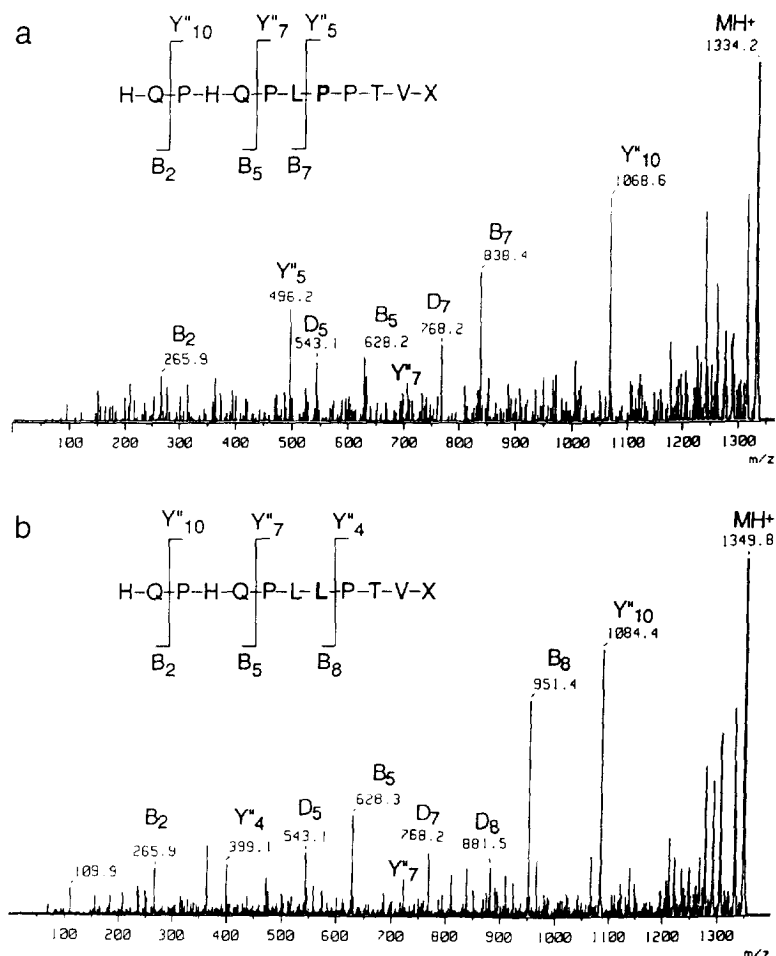 a
Y"10 Y"7 Y"5
H-Q-P-H-Q-P-L-P-P-T-V-X
B2 B5 B7
MH+
1334.2
Y"10
1068.6
B7
838.4
Y"5
496.2
D7
768.2
B5
628.2
D5
543.1
B2
265.9
Y"7
100 200 300 400 500 600 700 800 900 1000 1100 1200 1300
m/z
b
Y"10 Y"7 Y"4
H-Q-P-H-Q-P-L-L-P-T-V-X
B2 B5 B8
MH+
1349.8
Y"10
1084.4
B8
951.4
B5
628.3
B2
265.9
Y"4
399.1
D5
543.1
D7
768.2
D8
881.5
Y"7
109.9
100 200 300 400 500 600 700 800 900 1000 1100 1200 1300
m/z